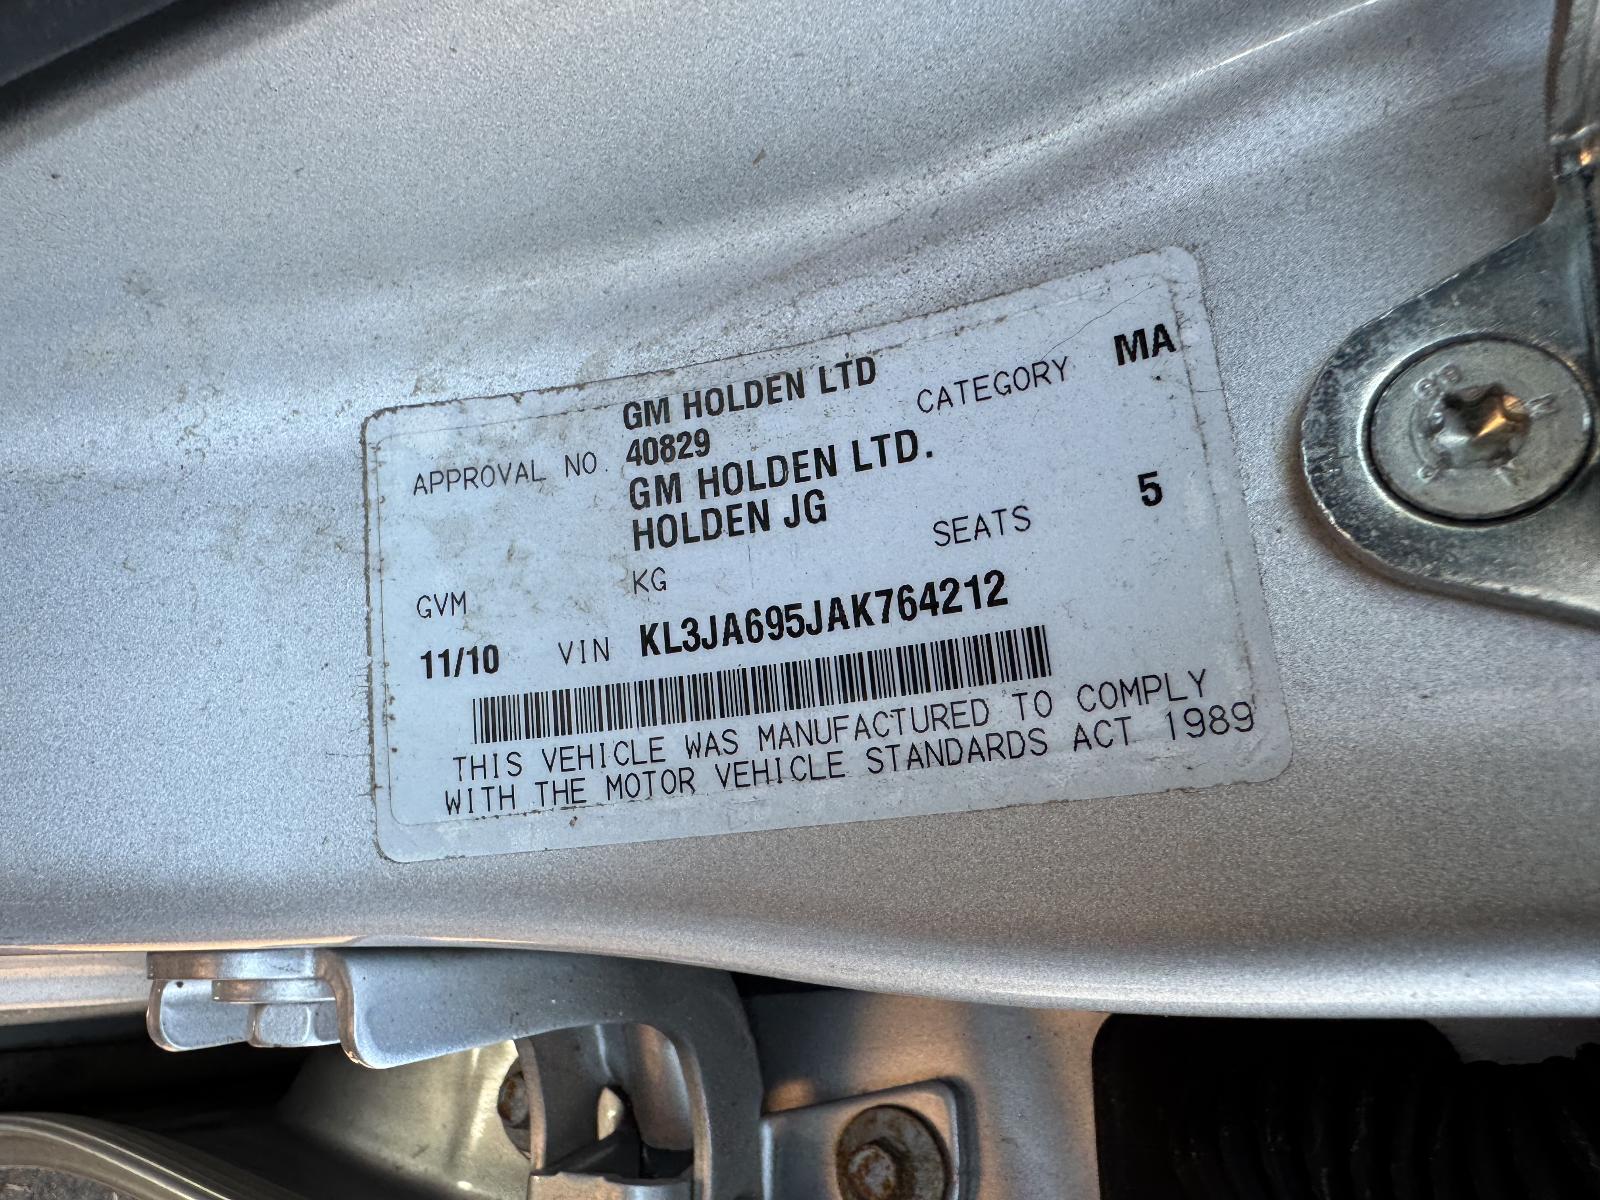 GM HOLDEN LTD
APPROVAL NO. 40829 CATEGORY MA
GM HOLDEN LTD.
HOLDEN JG SEATS 5
GVM KG
11/10 VIN KL3JA695JAK764212
THIS VEHICLE WAS MANUFACTURED TO COMPLY
WITH THE MOTOR VEHICLE STANDARDS ACT 1989